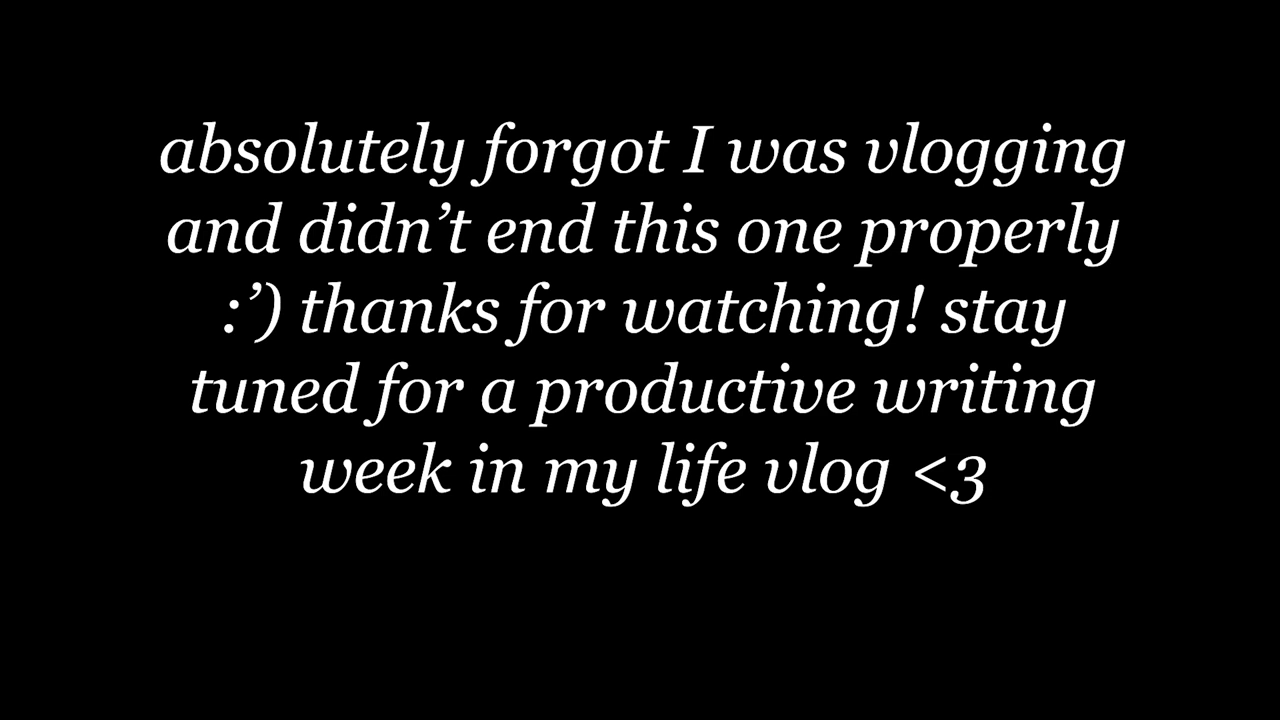 absolutely forgot I was vlogging
and didn’t end this one properly
:’) thanks for watching! stay
tuned for a productive writing
week in my life vlog <3